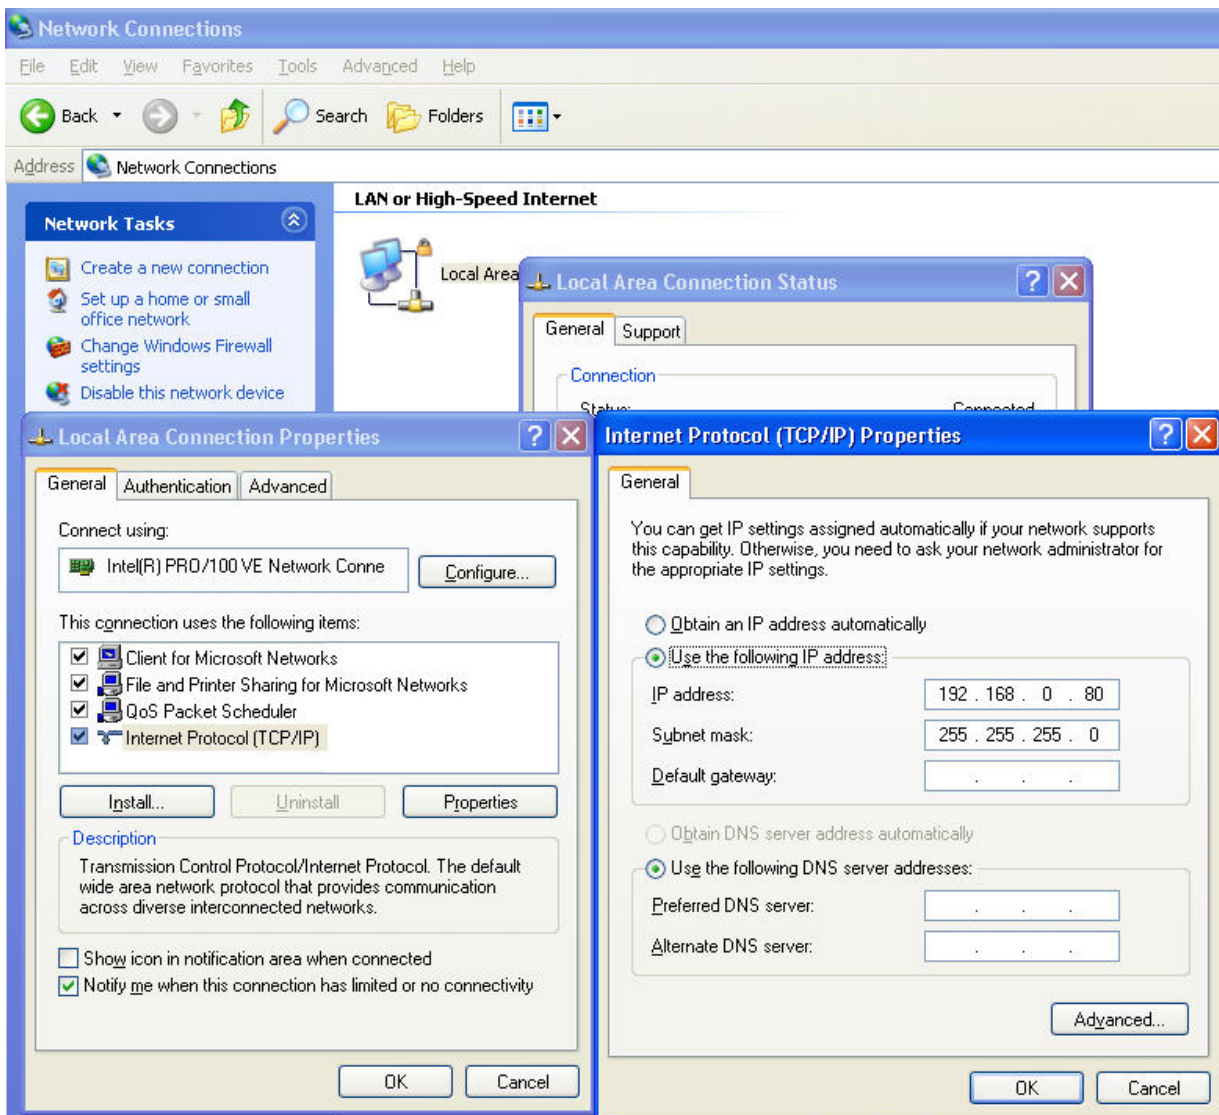 Network Connections
File Edit View Favorites Tools Advanced Help
Back Search Folders
Address Network Connections
Network Tasks
Create a new connection
Set up a home or small
office network
Change Windows Firewall
settings
Disable this network device
LAN or High-Speed Internet
Local Area
Local Area Connection Status
General Support
Connection
Status: Connected
Local Area Connection Properties
General Authentication Advanced
Connect using:
Intel(R) PRO/100 VE Network Conne
Configure...
This connection uses the following items:
Client for Microsoft Networks
File and Printer Sharing for Microsoft Networks
QoS Packet Scheduler
Internet Protocol (TCP/IP)
Install... Uninstall Properties
Description
Transmission Control Protocol/Internet Protocol. The default
wide area network protocol that provides communication
across diverse interconnected networks.
Show icon in notification area when connected
Notify me when this connection has limited or no connectivity
OK Cancel
Internet Protocol (TCP/IP) Properties
General
You can get IP settings assigned automatically if your network supports
this capability. Otherwise, you need to ask your network administrator for
the appropriate IP settings.
Obtain an IP address automatically
Use the following IP address:
IP address: 192 . 168 . 0 . 80
Subnet mask: 255 . 255 . 255 . 0
Default gateway: . . .
Obtain DNS server address automatically
Use the following DNS server addresses:
Preferred DNS server: . . .
Alternate DNS server: . . .
Advanced...
OK Cancel